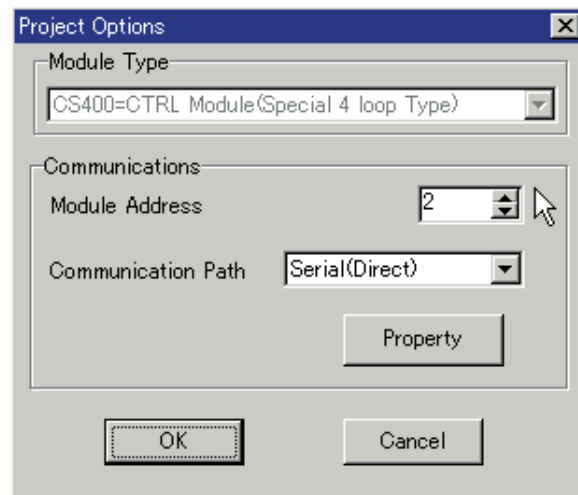 Project Options
Module Type
CS400=CTRL Module(Special 4 loop Type)
Communications
Module Address 2
Communication Path Serial(Direct)
Property
OK Cancel